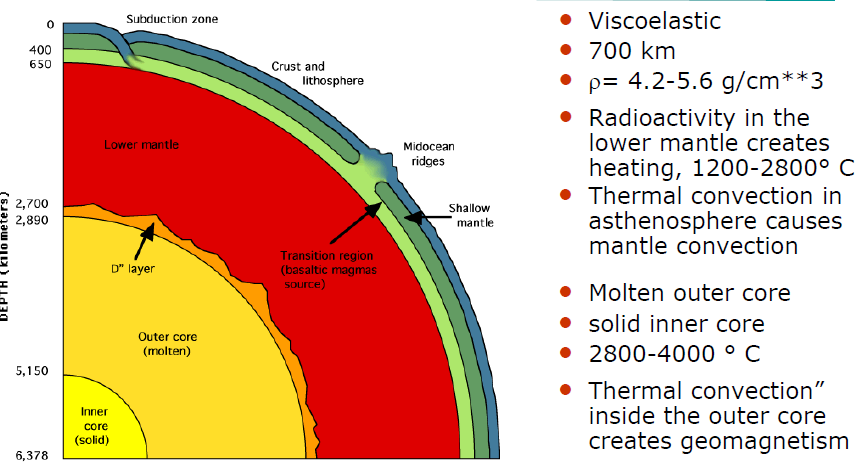 Subduction zone
0
400
650
Crust and
lithosphere
Lower mantle
Midocean
ridges
2,700
2,890
DEPTH (kilometers)
Shallow
mantle
D" layer
Transition region
(basaltic magmas
source)
Outer core
(molten)
5,150
Inner
core
(solid)
6,378
• Viscoelastic
• 700 km
• ρ= 4.2-5.6 g/cm**3
• Radioactivity in the
lower mantle creates
heating, 1200-2800° C
• Thermal convection in
asthenosphere causes
mantle convection
• Molten outer core
• solid inner core
• 2800-4000 ° C
• Thermal convection”
inside the outer core
creates geomagnetism